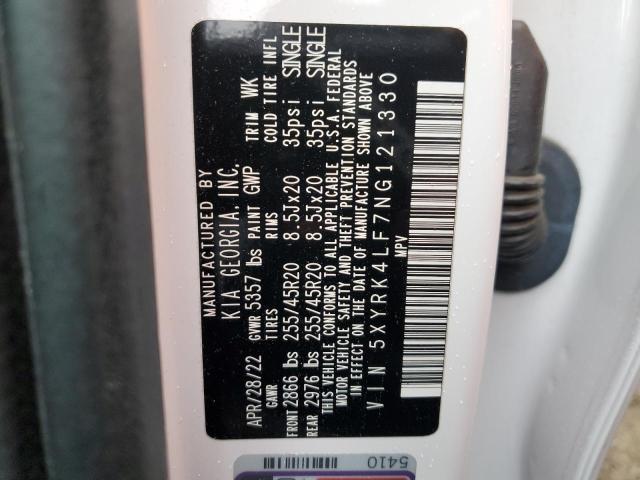 MANUFACTURED BY
KIA GEORGIA, INC.
APR/28/22 GVWR 5357 lbs PAINT GWP TRIM WK
GAWR TIRES RIMS COLD TIRE INFL
FRONT 2866 lbs 255/45R20 8.5Jx20 35psi SINGLE
REAR 2976 lbs 255/45R20 8.5Jx20 35psi SINGLE
THIS VEHICLE CONFORMS TO ALL APPLICABLE U.S.A. FEDERAL
MOTOR VEHICLE SAFETY AND THEFT PREVENTION STANDARDS
IN EFFECT ON THE DATE OF MANUFACTURE SHOWN ABOVE
VIN 5XYRK4LF7NG121330
MPV
5410